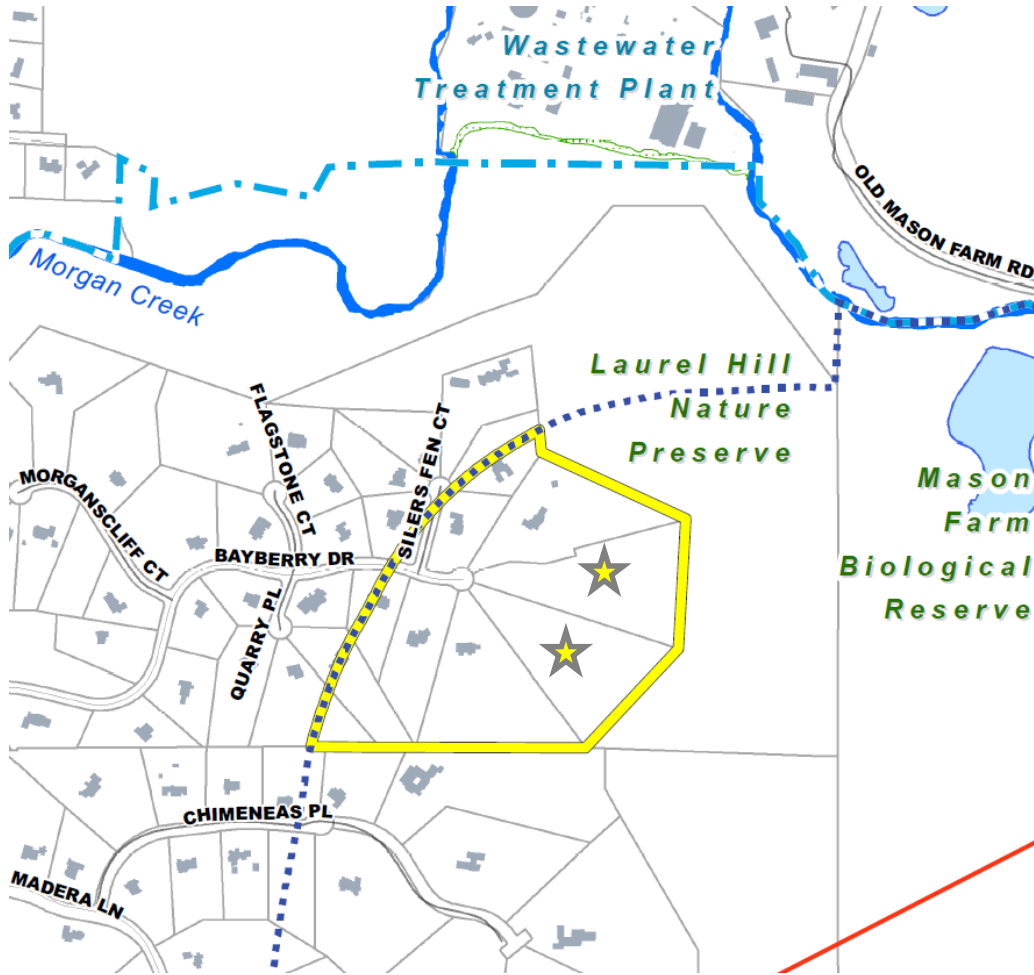 Wastewater
Treatment Plant
OLD MASON FARM RD
Morgan Creek
Laurel Hill
Nature
Preserve
FLAGSTONE CT
SILERS FEN CT
MORGANSCLIFF CT
Mason
Farm
Biological
Reserve
BAYBERRY DR
QUARRY PL
CHIMENEAS PL
MADERA LN